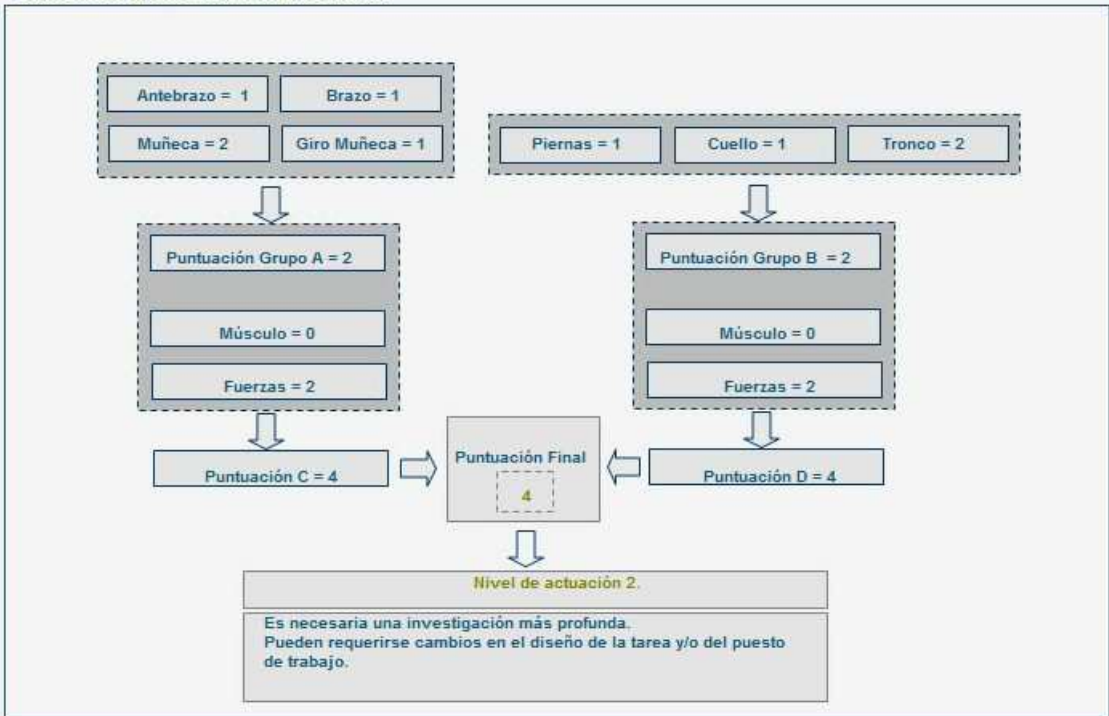 Antebrazo = 1
Brazo = 1
Muñeca = 2
Giro Muñeca = 1
Piernas = 1
Cuello = 1
Tronco = 2
Puntuación Grupo A = 2
Músculo = 0
Fuerzas = 2
Puntuación Grupo B = 2
Músculo = 0
Fuerzas = 2
Puntuación C = 4
Puntuación Final
4
Puntuación D = 4
Nivel de actuación 2.
Es necesaria una investigación más profunda.
Pueden requerirse cambios en el diseño de la tarea y/o del puesto
de trabajo.